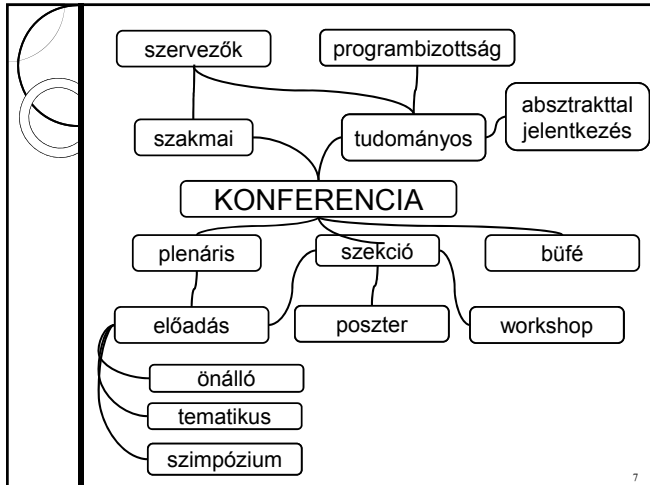 szervezők
programbizottság
absztrakttal
jelentkezés
szakmai
tudományos
KONFERENCIA
plenáris
szekció
büfé
előadás
poszter
workshop
önálló
tematikus
szimpózium
7